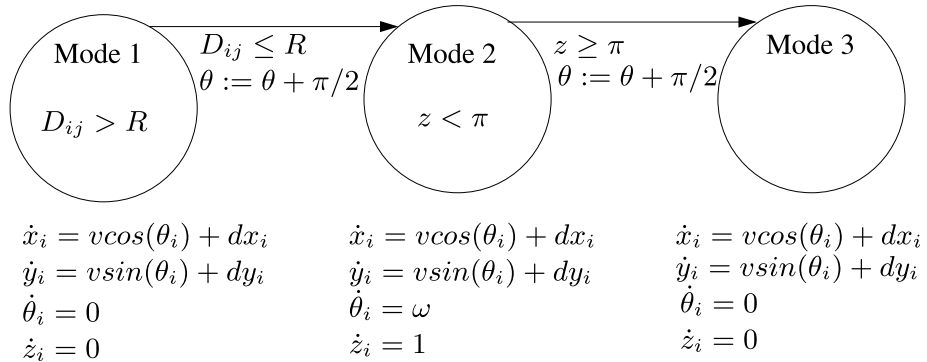 Mode 1
D_{ij} > R
D_{ij} ≤ R
θ := θ + π/2
Mode 2
z < π
z ≥ π
θ := θ + π/2
Mode 3
ẋ_i = vcos(θ_i) + dx_i
ẏ_i = vsin(θ_i) + dy_i
θ̇_i = 0
ż_i = 0
ẋ_i = vcos(θ_i) + dx_i
ẏ_i = vsin(θ_i) + dy_i
θ̇_i = ω
ż_i = 1
ẋ_i = vcos(θ_i) + dx_i
ẏ_i = vsin(θ_i) + dy_i
θ̇_i = 0
ż_i = 0